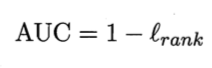 AUC = 1 − ℓ_rank